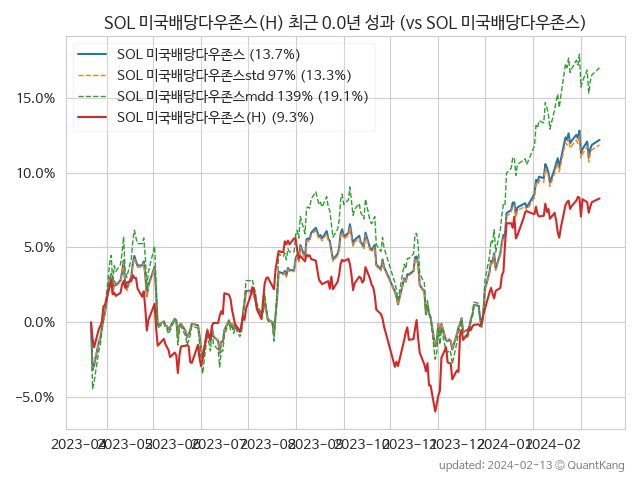 SOL 미국배당다우존스(H) 최근 0.0년 성과 (vs SOL 미국배당다우존스)
SOL 미국배당다우존스 (13.7%)
SOL 미국배당다우존스std 97% (13.3%)
SOL 미국배당다우존스mdd 139% (19.1%)
SOL 미국배당다우존스(H) (9.3%)
15.0%
10.0%
5.0%
0.0%
−5.0%
2023-04 2023-05 2023-06 2023-07 2023-08 2023-09 2023-10 2023-11 2023-12 2024-01 2024-02
updated: 2024-02-13 © QuantKang